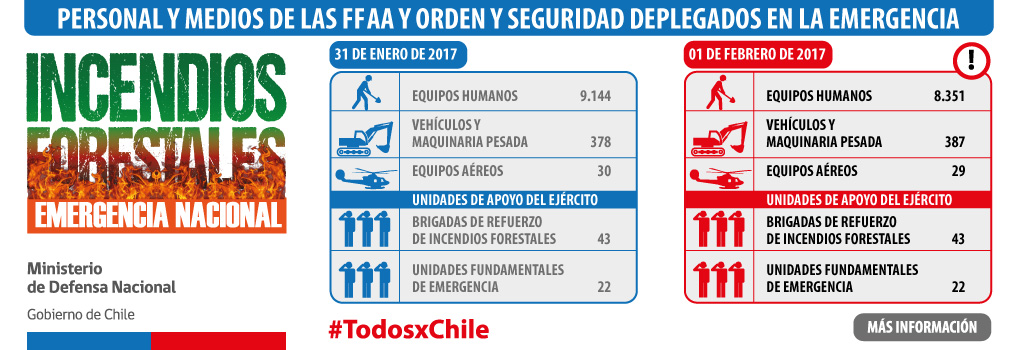 PERSONAL Y MEDIOS DE LAS FFAA Y ORDEN Y SEGURIDAD DEPLEGADOS EN LA EMERGENCIA
INCENDIOS
FORESTALES
EMERGENCIA NACIONAL
Ministerio
de Defensa Nacional
Gobierno de Chile
31 DE ENERO DE 2017
EQUIPOS HUMANOS 9.144
VEHÍCULOS Y
MAQUINARIA PESADA 378
EQUIPOS AÉREOS 30
UNIDADES DE APOYO DEL EJÉRCITO
BRIGADAS DE REFUERZO
DE INCENDIOS FORESTALES 43
UNIDADES FUNDAMENTALES
DE EMERGENCIA 22
#TodosxChile
01 DE FEBRERO DE 2017
!
EQUIPOS HUMANOS 8.351
VEHÍCULOS Y
MAQUINARIA PESADA 387
EQUIPOS AÉREOS 29
UNIDADES DE APOYO DEL EJÉRCITO
BRIGADAS DE REFUERZO
DE INCENDIOS FORESTALES 43
UNIDADES FUNDAMENTALES
DE EMERGENCIA 22
MÁS INFORMACIÓN